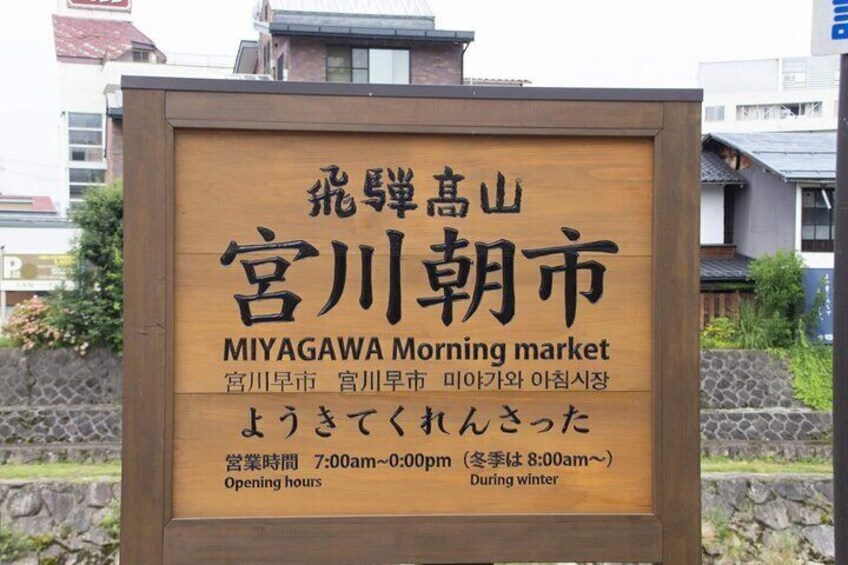 飛騨高山
宮川朝市
MIYAGAWA Morning market
宮川早市 宮川早市 미야가와 아침시장
ようきてくれんさった
営業時間 7:00am~0:00pm (冬季は 8:00am~)
Opening hours During winter
P